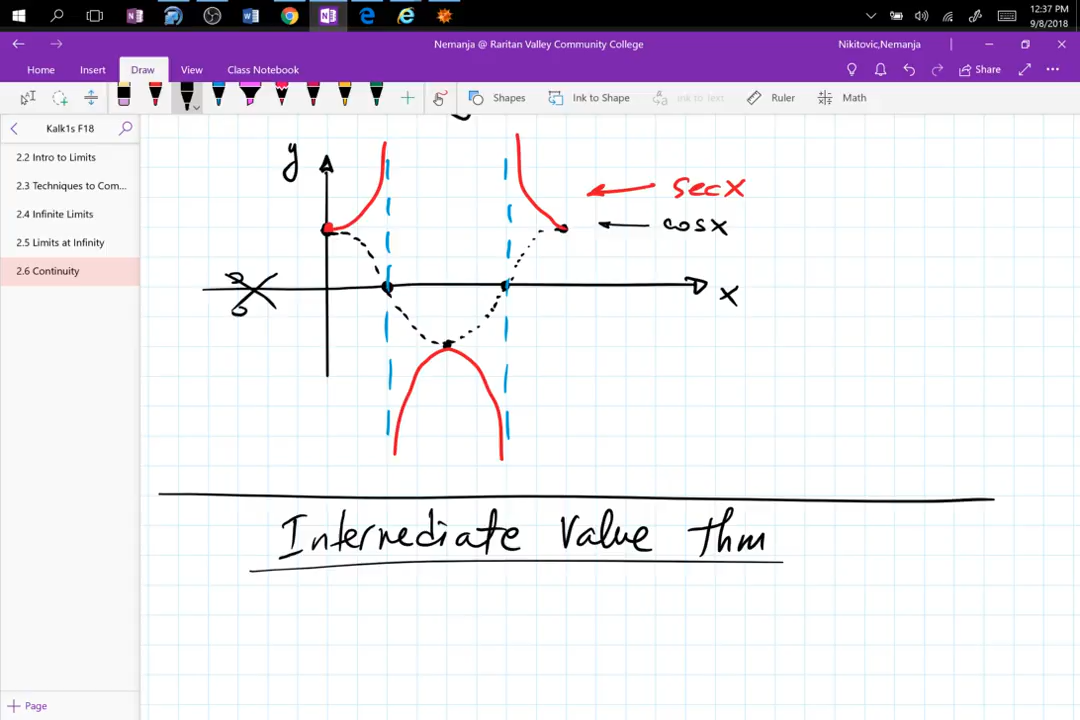 12:37 PM
9/8/2018
Nemanja @ Raritan Valley Community College
Nikitovic,Nemanja
Home Insert Draw View Class Notebook Share
Shapes Ink to Shape Ink to Text Ruler Math
Kalk1s F18
2.2 Intro to Limits
2.3 Techniques to Com...
2.4 Infinite Limits
2.5 Limits at Infinity
2.6 Continuity
+ Page
y
sec x
cos x
x
Intermediate Value Thm